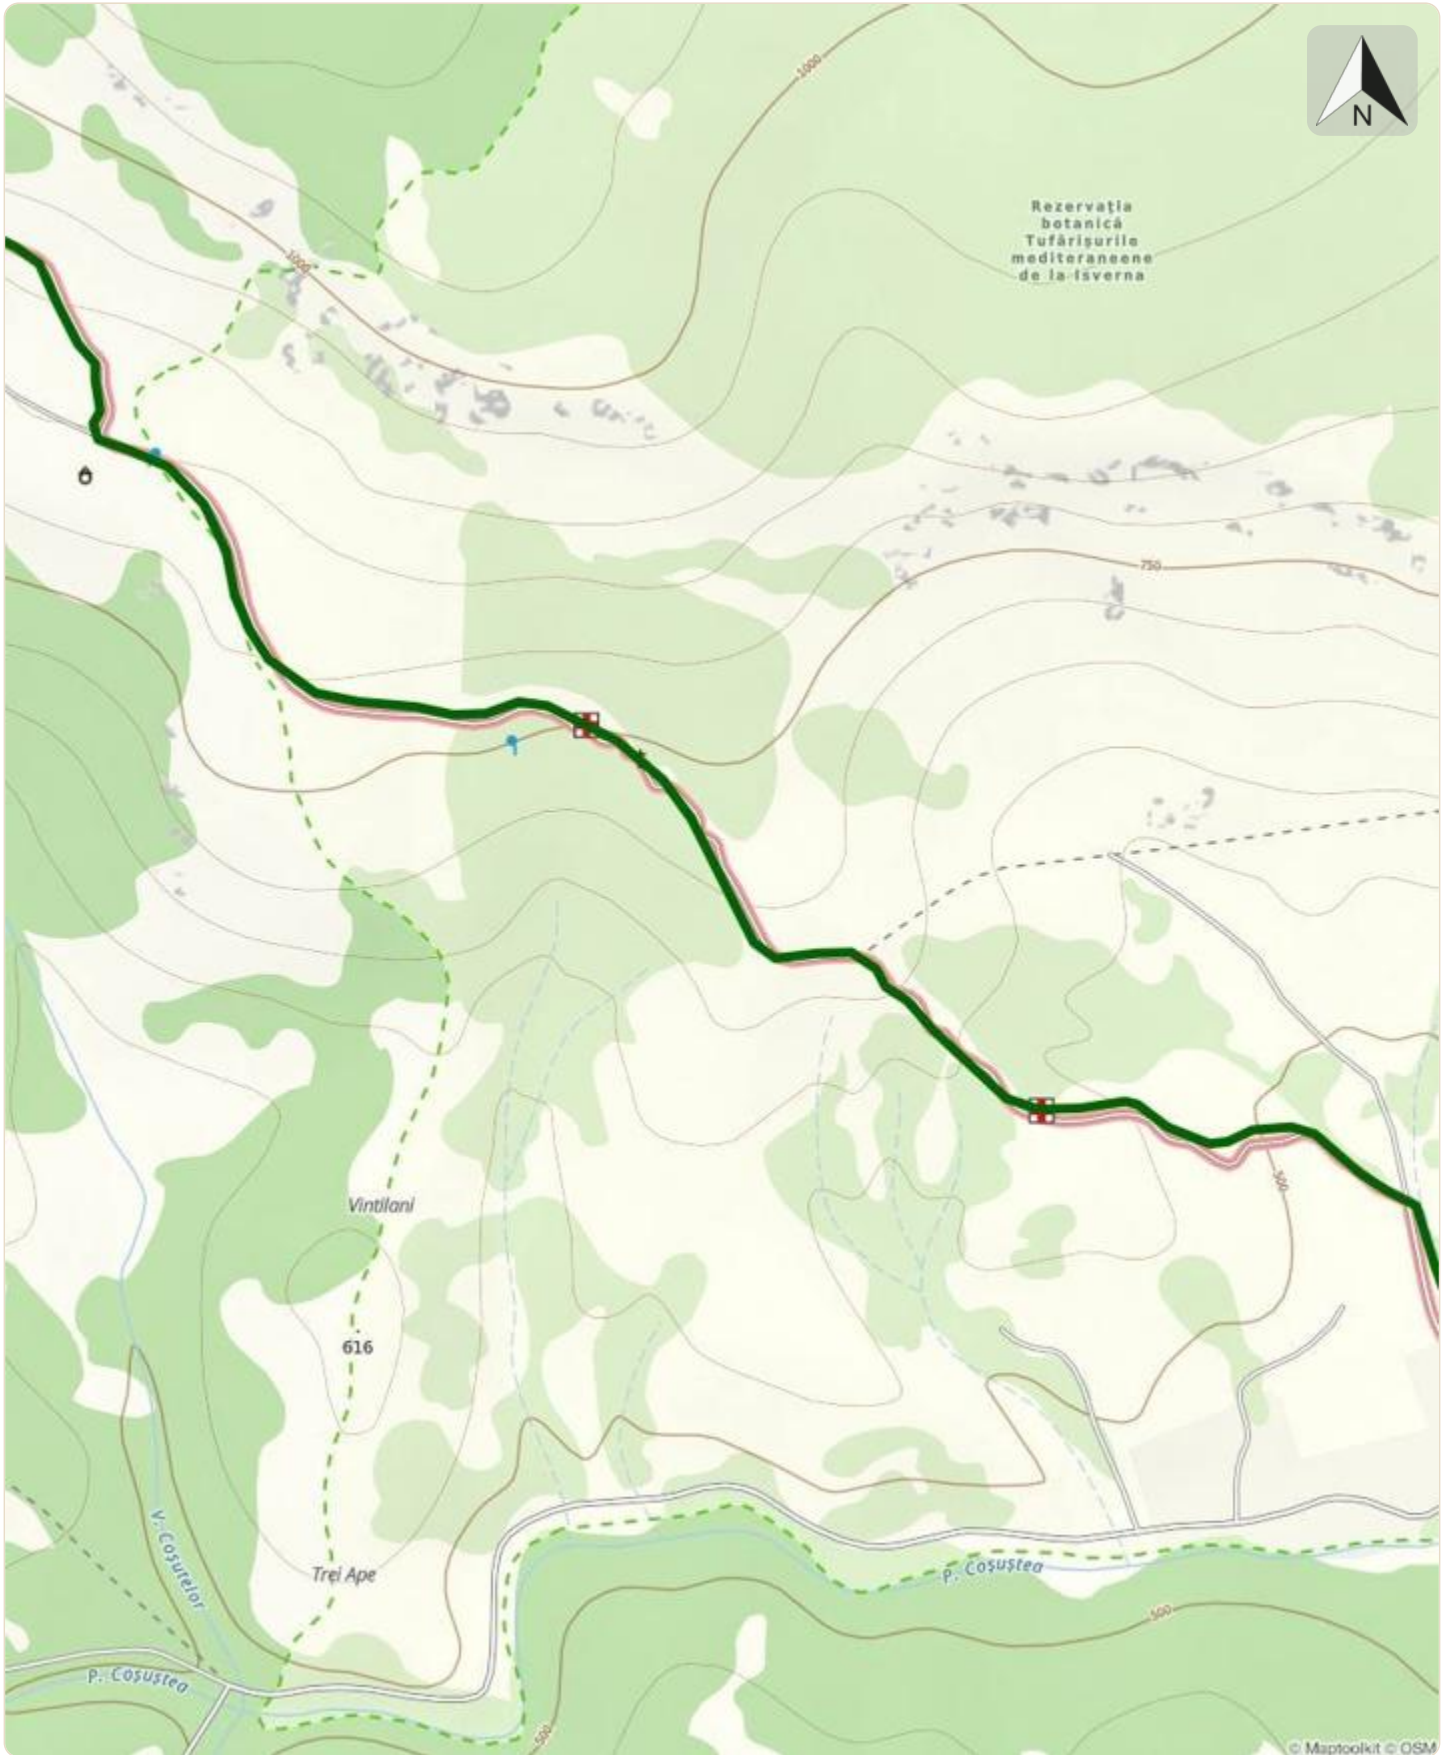 1000
N
Rezervația
botanică
Tufărișurile
mediteraneene
de la Isverna
1000
750
500
Vintilani
616
V. Coșutelor
Trei Ape
P. Coșuștea
500
P. Coșuștea
500
© Maptoolkit © OSM